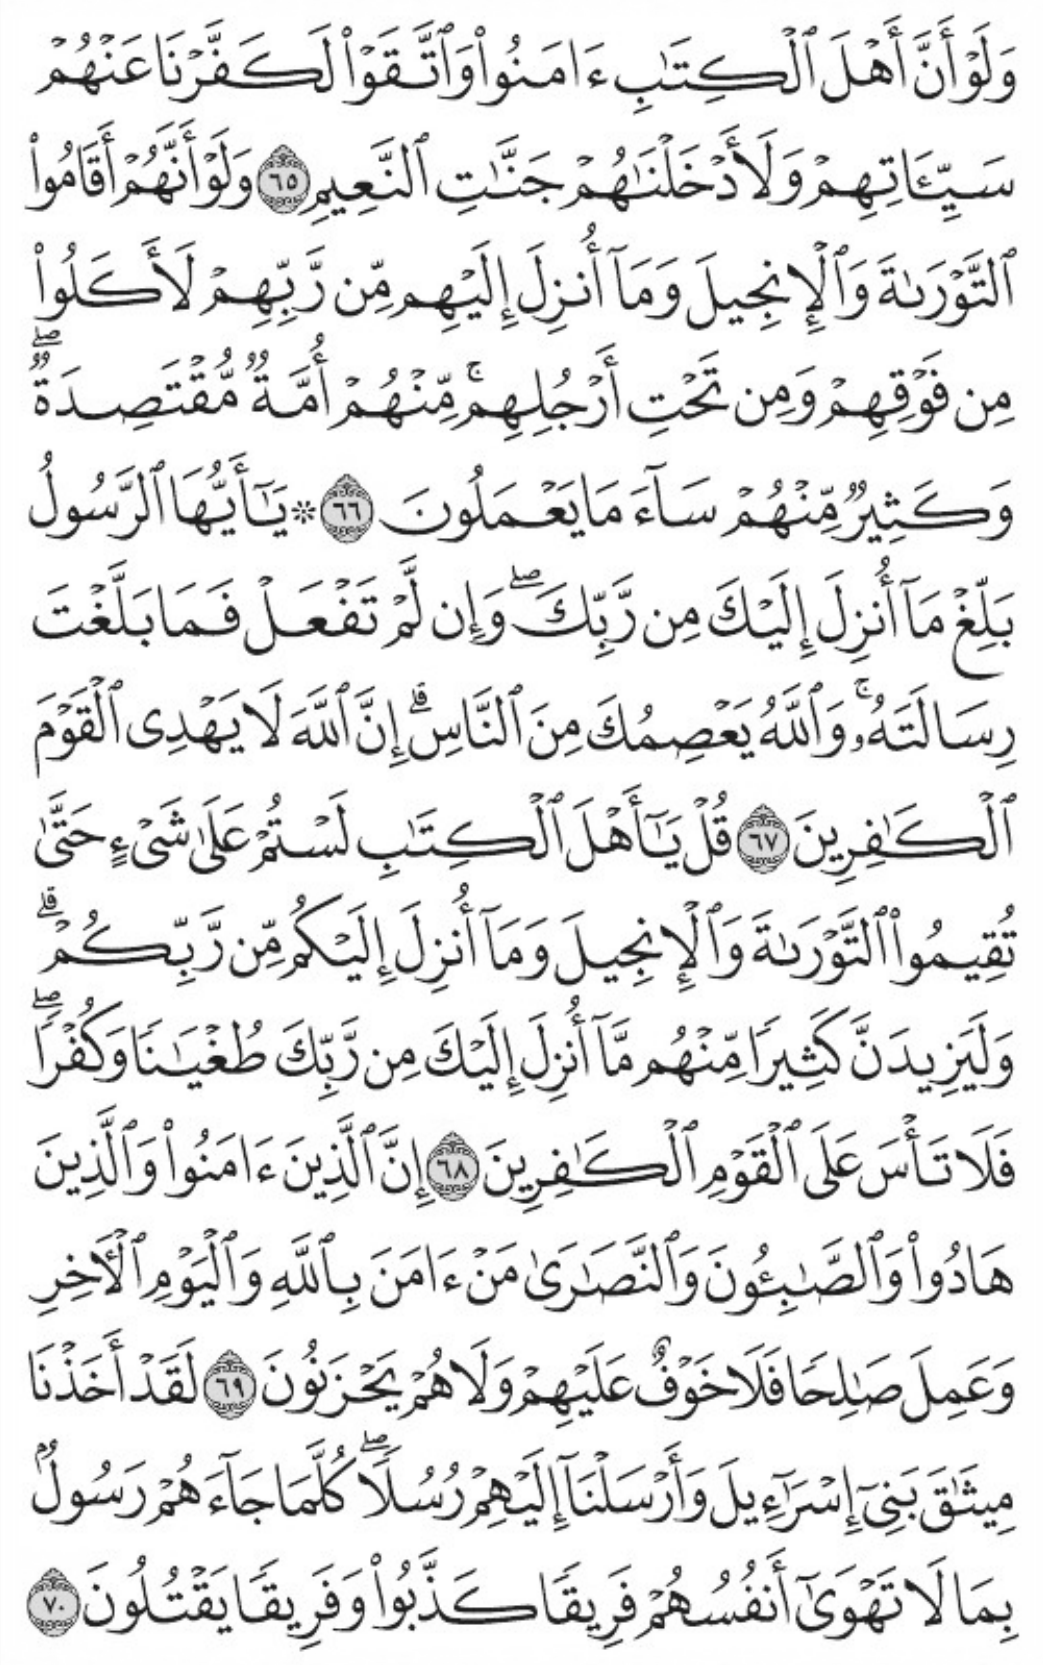 وَلَوۡ أَنَّ أَهۡلَ ٱلۡكِتَٰبِ ءَامَنُواْ وَٱتَّقَوۡاْ لَكَفَّرۡنَا عَنۡهُمۡ
سَيِّـَٔاتِهِمۡ وَلَأَدۡخَلۡنَٰهُمۡ جَنَّٰتِ ٱلنَّعِيمِ ٦٥ وَلَوۡ أَنَّهُمۡ أَقَامُواْ
ٱلتَّوۡرَىٰةَ وَٱلۡإِنجِيلَ وَمَآ أُنزِلَ إِلَيۡهِم مِّن رَّبِّهِمۡ لَأَكَلُواْ
مِن فَوۡقِهِمۡ وَمِن تَحۡتِ أَرۡجُلِهِمۚ مِّنۡهُمۡ أُمَّةٞ مُّقۡتَصِدَةٞۖ
وَكَثِيرٞ مِّنۡهُمۡ سَآءَ مَا يَعۡمَلُونَ ٦٦ ۞ يَٰٓأَيُّهَا ٱلرَّسُولُ
بَلِّغۡ مَآ أُنزِلَ إِلَيۡكَ مِن رَّبِّكَۖ وَإِن لَّمۡ تَفۡعَلۡ فَمَا بَلَّغۡتَ
رِسَالَتَهُۥۚ وَٱللَّهُ يَعۡصِمُكَ مِنَ ٱلنَّاسِۗ إِنَّ ٱللَّهَ لَا يَهۡدِي ٱلۡقَوۡمَ
ٱلۡكَٰفِرِينَ ٦٧ قُلۡ يَٰٓأَهۡلَ ٱلۡكِتَٰبِ لَسۡتُمۡ عَلَىٰ شَيۡءٍ حَتَّىٰ
تُقِيمُواْ ٱلتَّوۡرَىٰةَ وَٱلۡإِنجِيلَ وَمَآ أُنزِلَ إِلَيۡكُم مِّن رَّبِّكُمۡۗ
وَلَيَزِيدَنَّ كَثِيرٗا مِّنۡهُم مَّآ أُنزِلَ إِلَيۡكَ مِن رَّبِّكَ طُغۡيَٰنٗا وَكُفۡرٗاۖ
فَلَا تَأۡسَ عَلَى ٱلۡقَوۡمِ ٱلۡكَٰفِرِينَ ٦٨ إِنَّ ٱلَّذِينَ ءَامَنُواْ وَٱلَّذِينَ
هَادُواْ وَٱلصَّٰبِـُٔونَ وَٱلنَّصَٰرَىٰ مَنۡ ءَامَنَ بِٱللَّهِ وَٱلۡيَوۡمِ ٱلۡأٓخِرِ
وَعَمِلَ صَٰلِحٗا فَلَا خَوۡفٌ عَلَيۡهِمۡ وَلَا هُمۡ يَحۡزَنُونَ ٦٩ لَقَدۡ أَخَذۡنَا
مِيثَٰقَ بَنِيٓ إِسۡرَٰٓءِيلَ وَأَرۡسَلۡنَآ إِلَيۡهِمۡ رُسُلٗاۖ كُلَّمَا جَآءَهُمۡ رَسُولُۢ
بِمَا لَا تَهۡوَىٰٓ أَنفُسُهُمۡ فَرِيقٗا كَذَّبُواْ وَفَرِيقٗا يَقۡتُلُونَ ٧٠